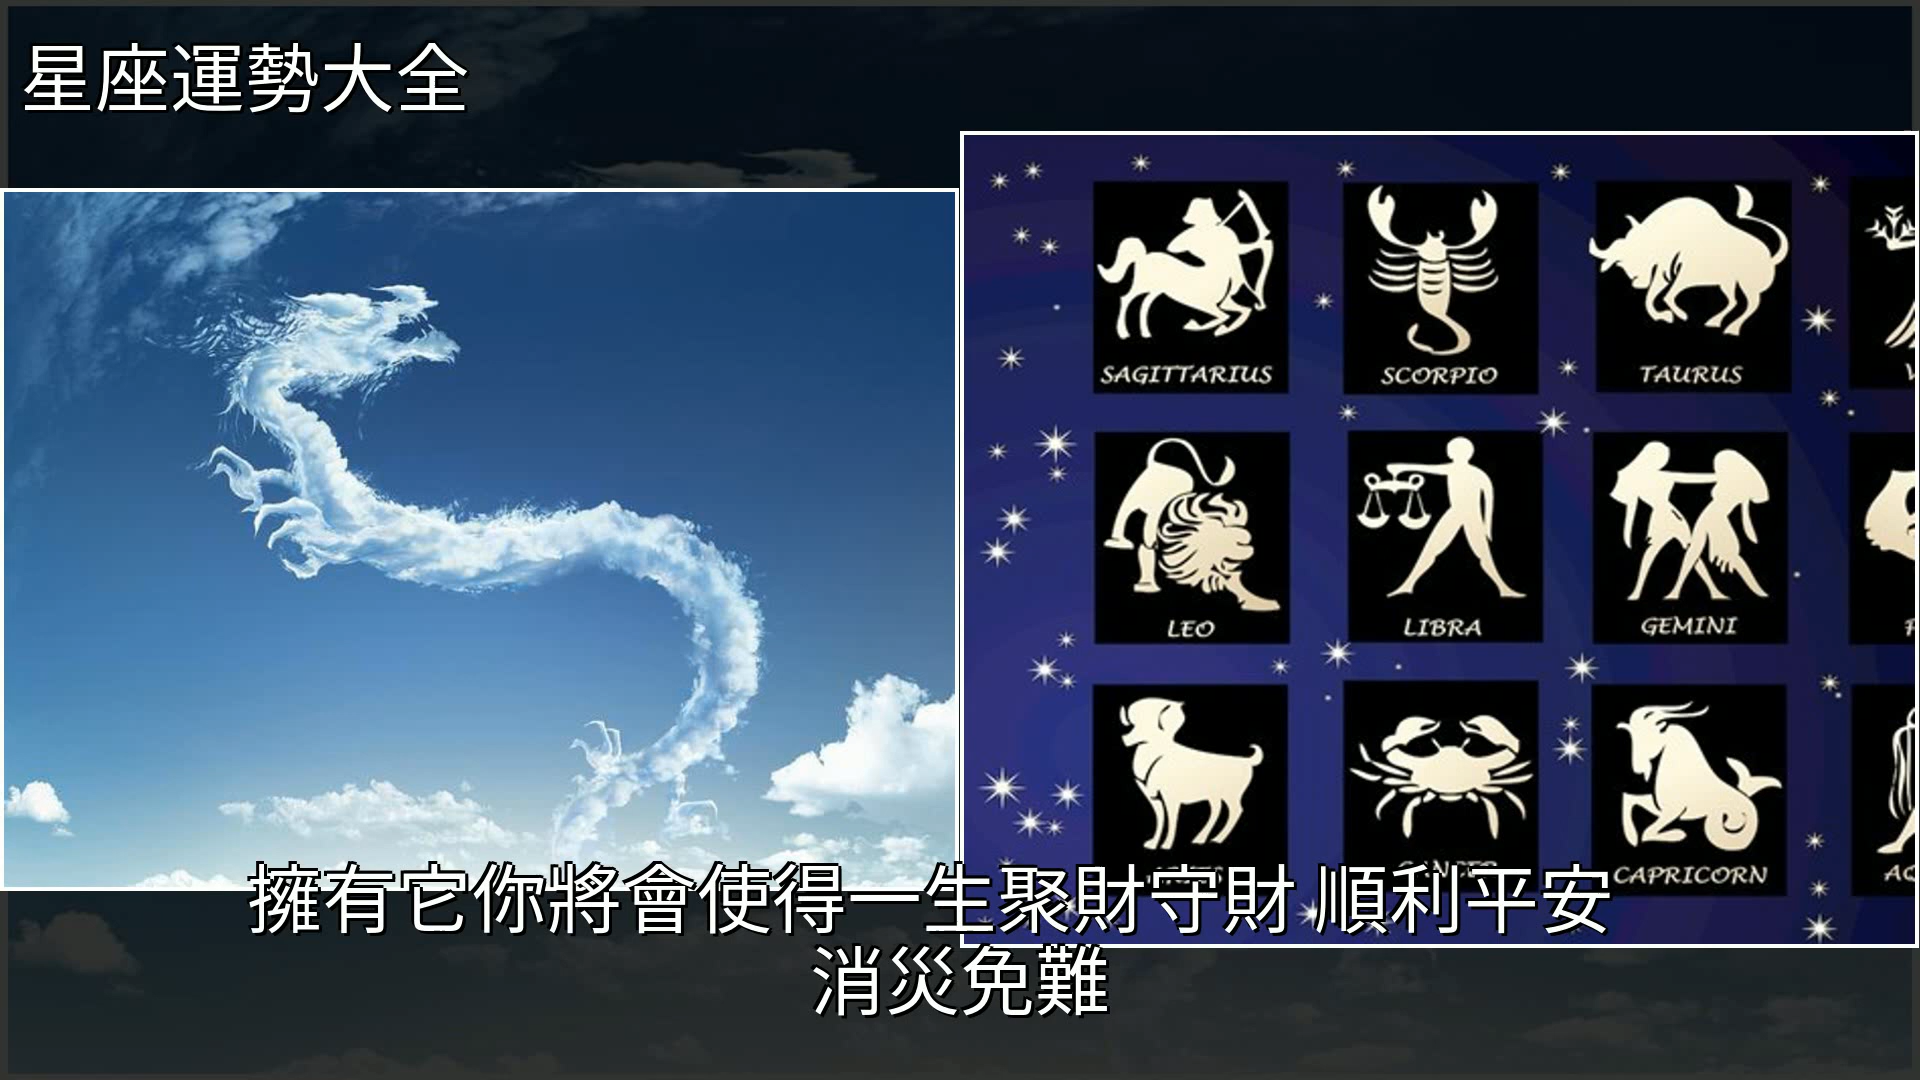 星座運勢大全
SAGITTARIUS
SCORPIO
TAURUS
LEO
LIBRA
GEMINI
CANCER
CAPRICORN
擁有它你將會使得一生聚財守財 順利平安
消災免難